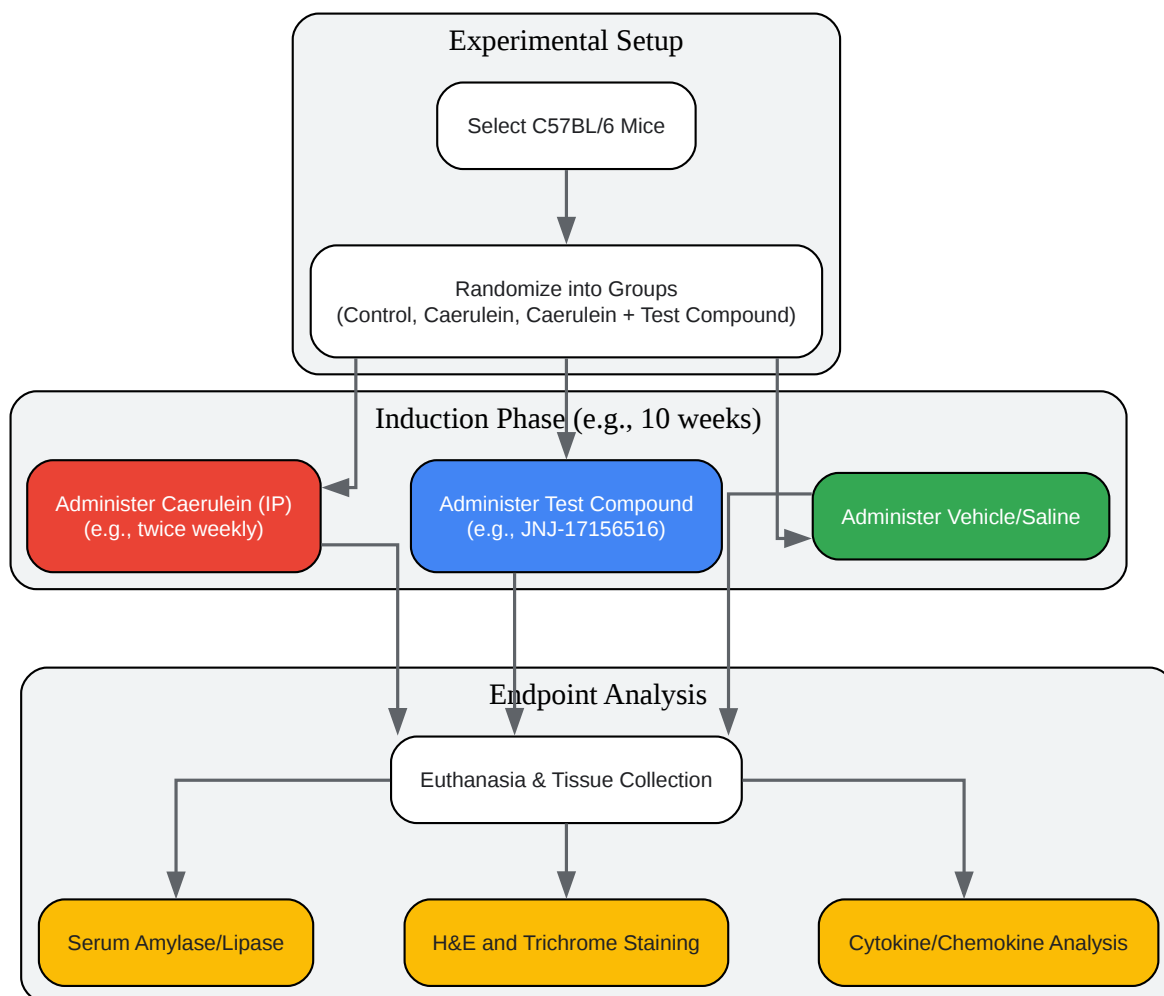 Experimental Setup
Select C57BL/6 Mice
Randomize into Groups
(Control, Caerulein, Caerulein + Test Compound)
Induction Phase (e.g., 10 weeks)
Administer Caerulein (IP)
(e.g., twice weekly)
Administer Test Compound
(e.g., JNJ-17156516)
Administer Vehicle/Saline
Endpoint Analysis
Euthanasia & Tissue Collection
Serum Amylase/Lipase
H&E and Trichrome Staining
Cytokine/Chemokine Analysis